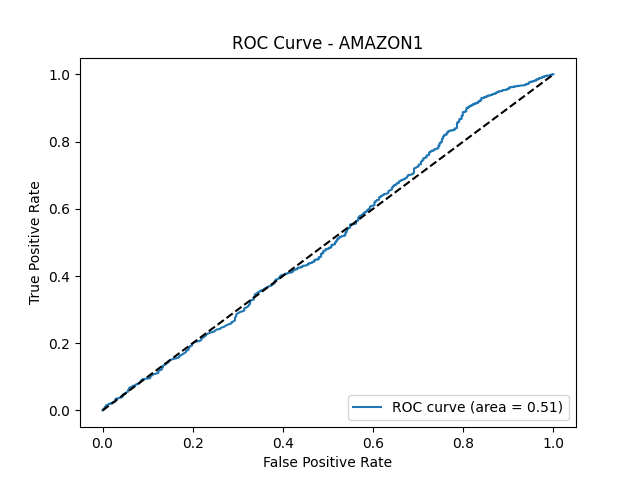 ROC Curve - AMAZON1
True Positive Rate
1.0
0.8
0.6
0.4
0.2
0.0
0.0 0.2 0.4 0.6 0.8 1.0
False Positive Rate
ROC curve (area = 0.51)